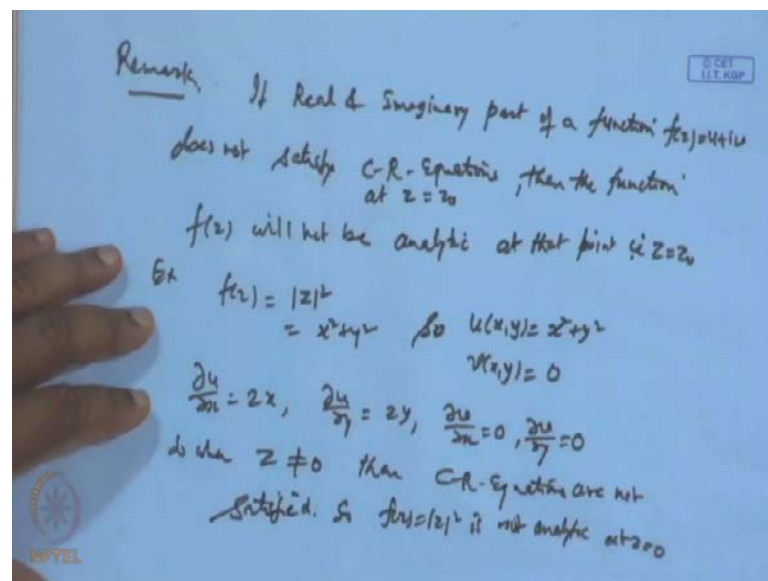 Remark. If Real & Imaginary part of a function f(z)=u+iv
© CET
I.I.T. KGP
does not satisfy C-R-Equations, then the function
at z=z₀
f(z) will not be analytic at that point ie z=z₀
Ex f(z) = |z|²
= x²+y² So u(x,y)= x²+y²
v(x,y)= 0
∂u/∂x = 2x, ∂u/∂y = 2y, ∂v/∂x = 0, ∂v/∂y = 0
So when z ≠ 0 then C-R-Equations are not
satisfied. So f(z)=|z|² is not analytic at z=0
NPTEL